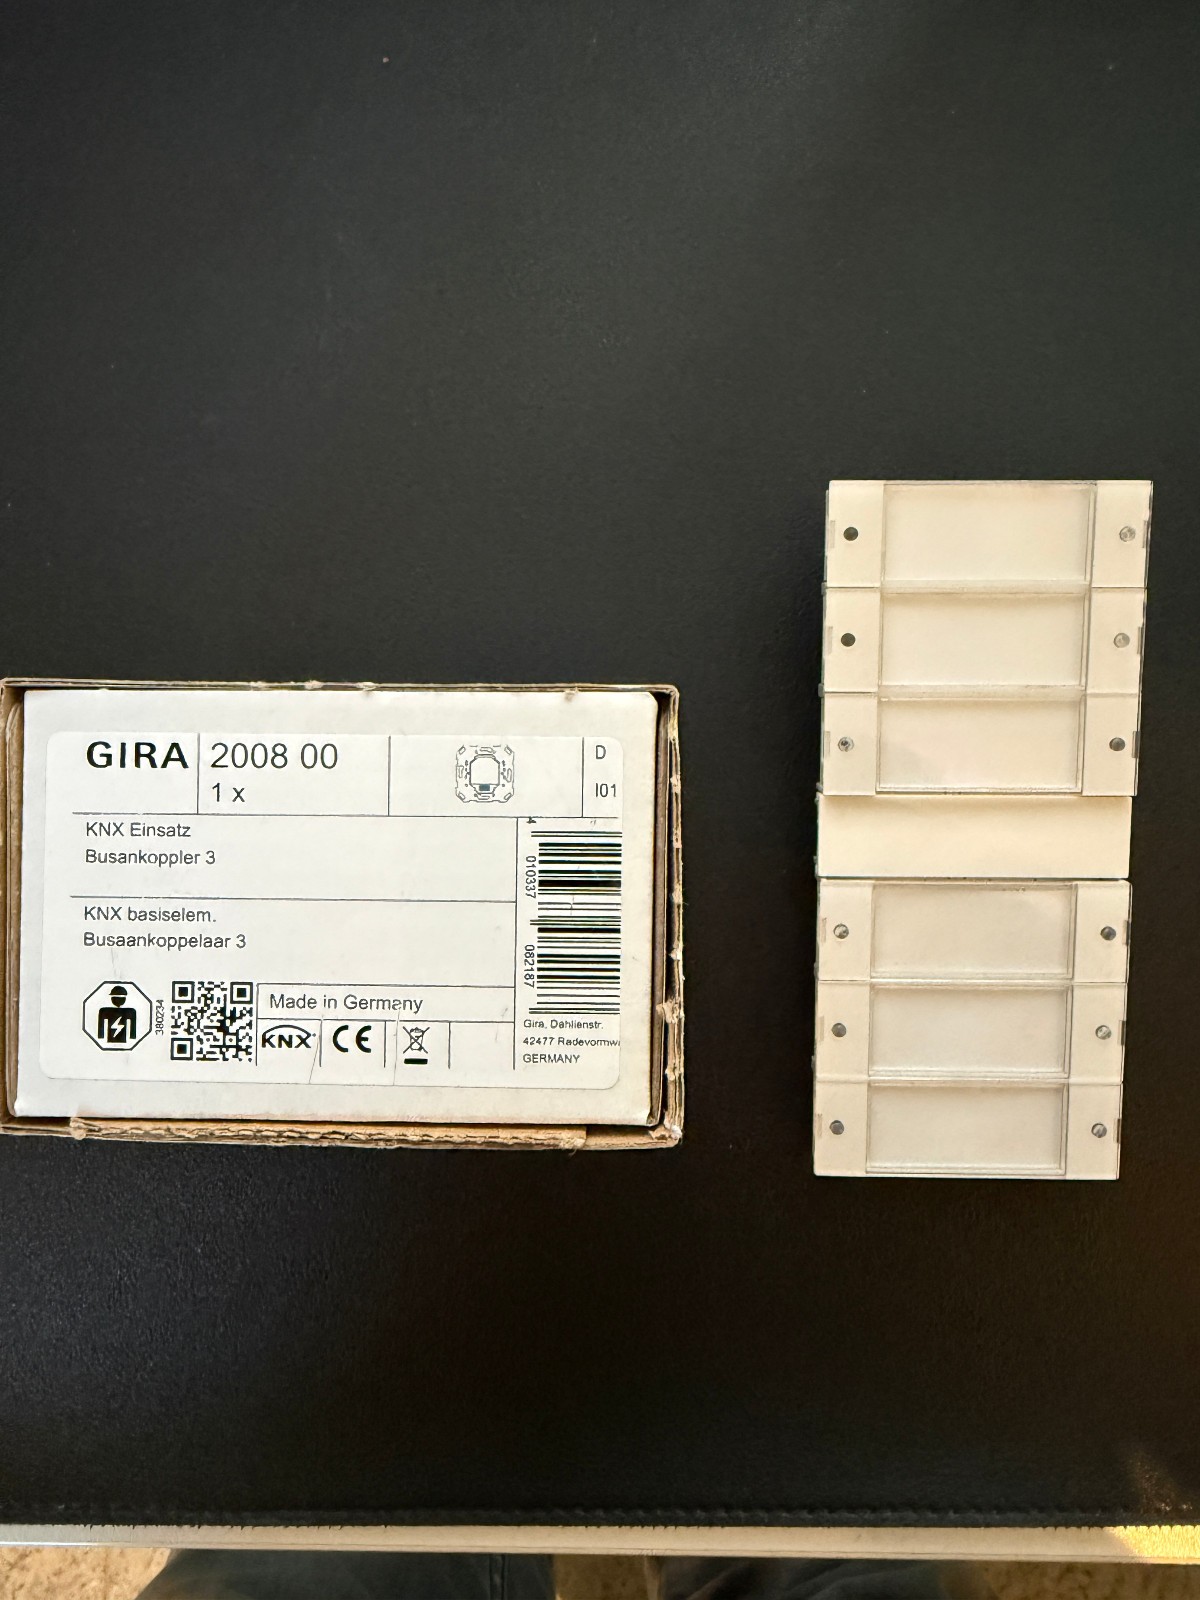 GIRA
2008 00
1 x
D
I01
KNX Einsatz
Busankoppler 3
KNX basiselem.
Busaankoppelaar 3
4 010337 082187
380234
Made in Germany
KNX
CE
Gira, Dahlienstr.
42477 Radevormw
GERMANY